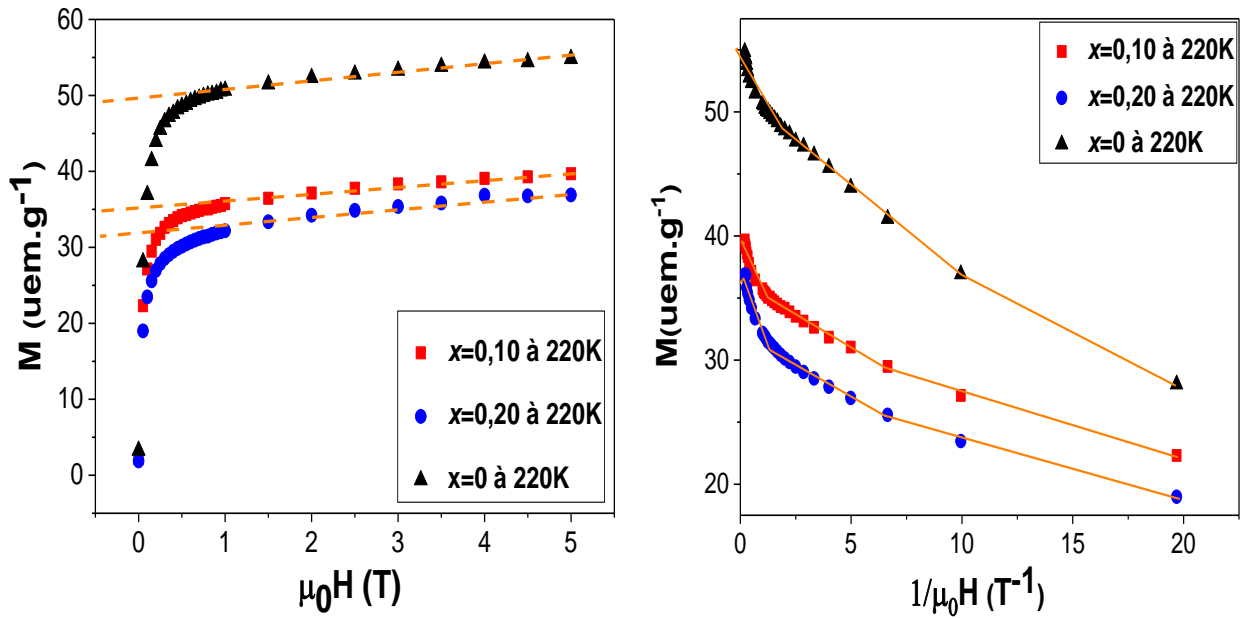 60
50
40
30
20
10
0
M (uem.g⁻¹)
0 1 2 3 4 5
μ₀H (T)
x=0,10 à 220K
x=0,20 à 220K
x=0 à 220K
50
40
30
20
M(uem.g⁻¹)
0 5 10 15 20
1/μ₀H (T⁻¹)
x=0,10 à 220K
x=0,20 à 220K
x=0 à 220K